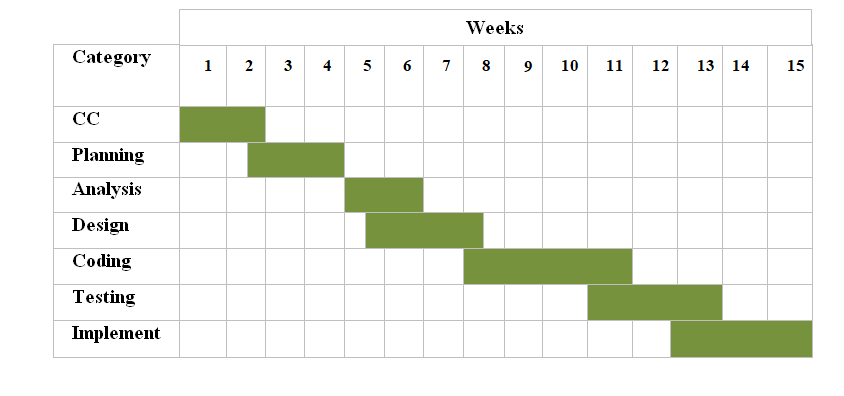 Weeks
Category 1 2 3 4 5 6 7 8 9 10 11 12 13 14 15
CC
Planning
Analysis
Design
Coding
Testing
Implement